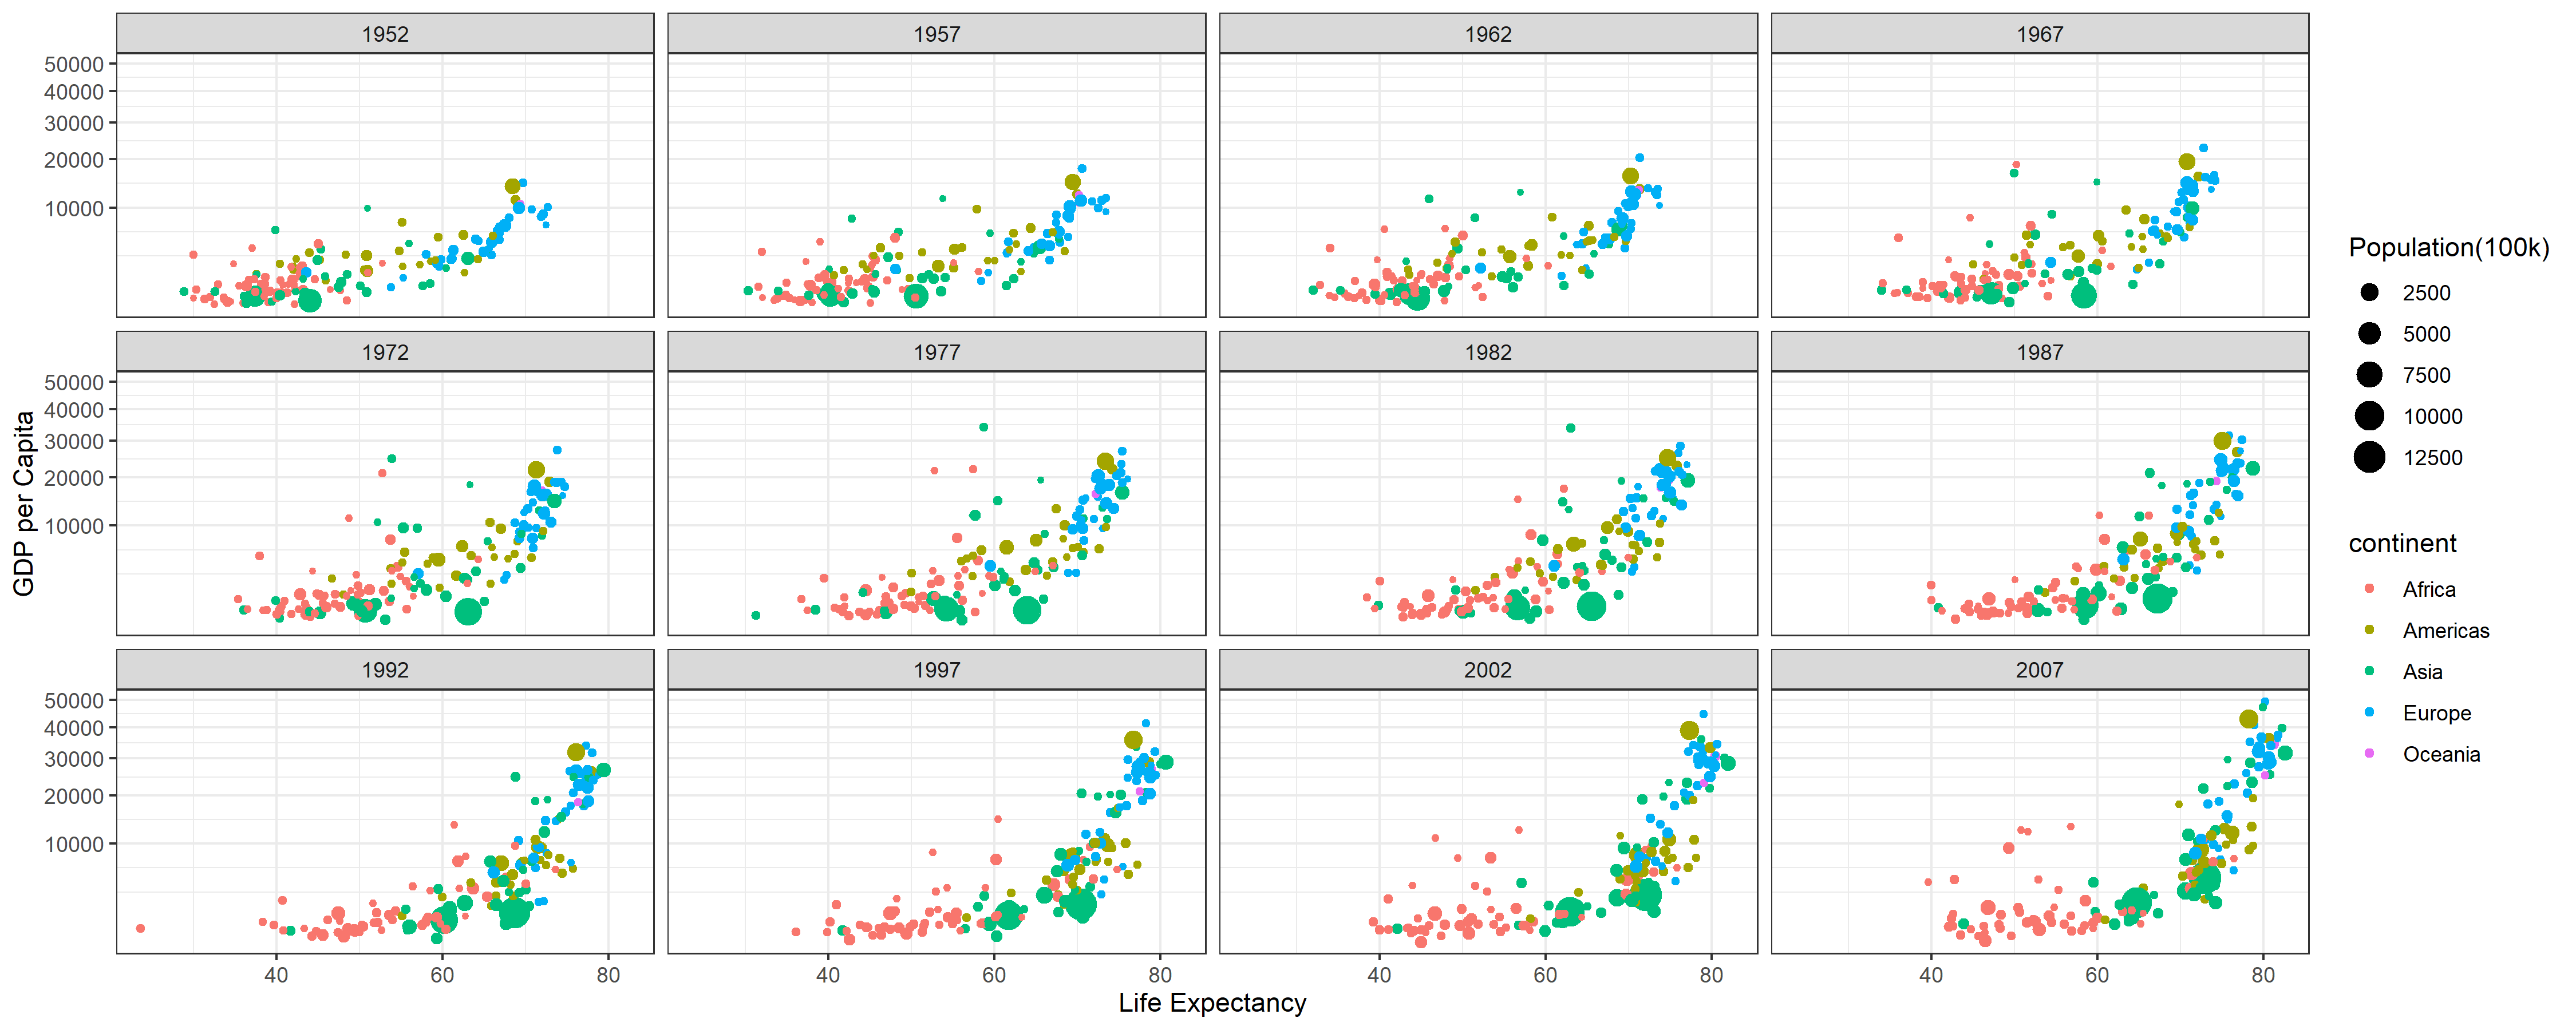 1952
1957
1962
1967
50000
40000
30000
20000
10000
1972
1977
1982
1987
50000
40000
30000
20000
10000
1992
1997
2002
2007
50000
40000
30000
20000
10000
40 60 80
40 60 80
40 60 80
40 60 80
Life Expectancy
GDP per Capita
Population(100k)
2500
5000
7500
10000
12500
continent
Africa
Americas
Asia
Europe
Oceania